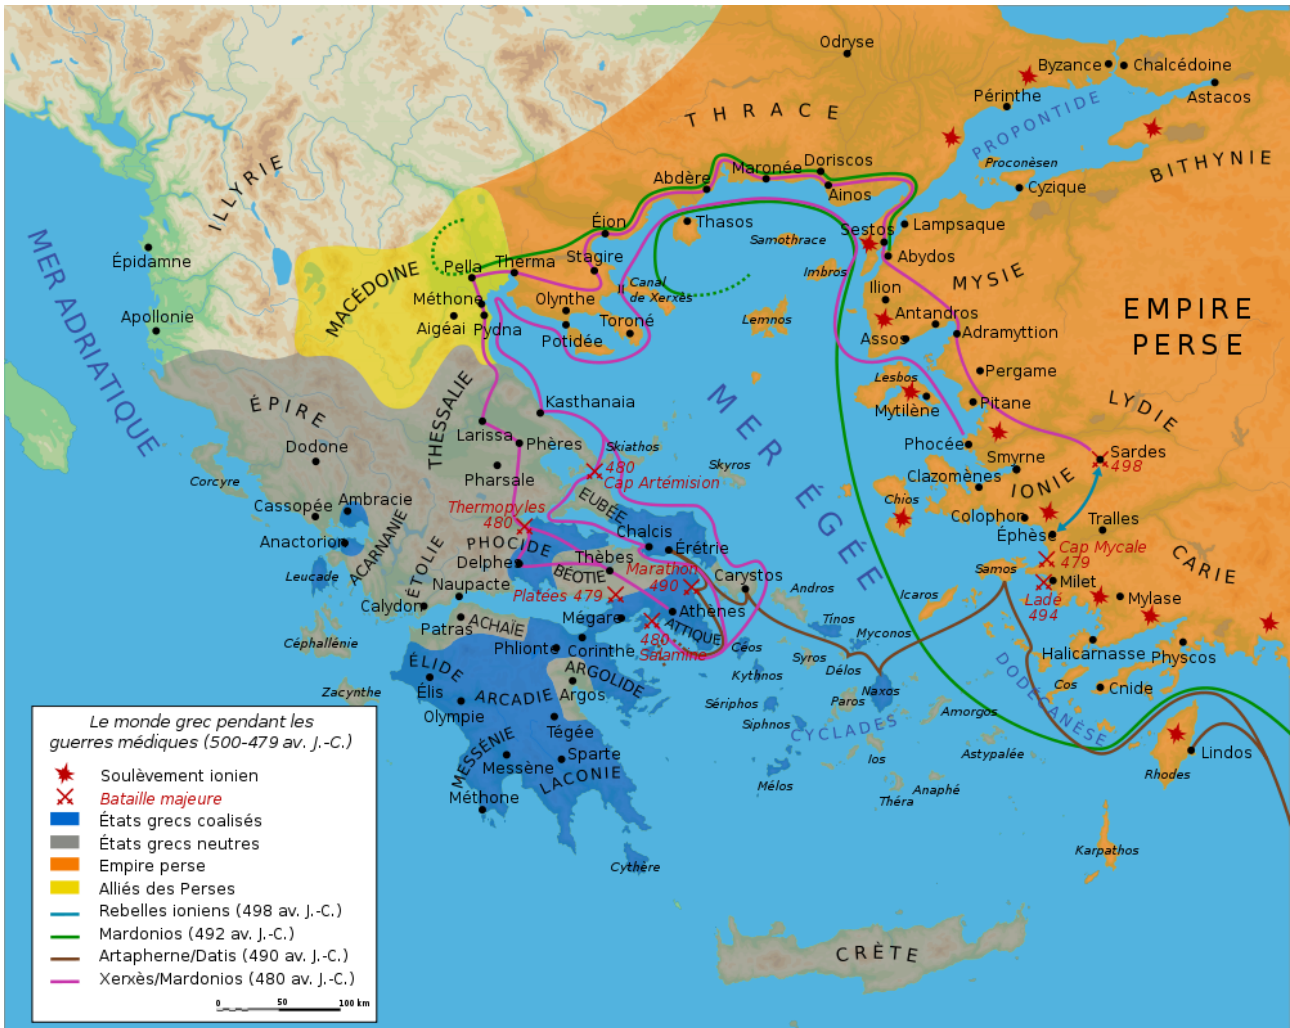 Odryse
Byzance
Chalcédoine
Astacos
Périnthe
PROPONTIDE
THRACE
Proconèsen
BITHYNIE
Cyzique
Maronée
Doriscos
Abdère
Ainos
ILLYRIE
MER ADRIATIQUE
Épidamne
Apollonie
MACÉDOINE
Pella
Therma
Éion
Stagire
Thasos
Samothrace
Sestos
Lampsaque
Abydos
Imbros
Méthone
Aigéai
Pydna
Olynthe
Potidée
Toroné
Canal
de Xerxès
Lemnos
Ilion
MYSIE
Antandros
Assos
Adramyttion
EMPIRE
PERSE
Pergame
Lesbos
Mytilène
Pitane
LYDIE
ÉPIRE
THESSALIE
Kasthanaia
MER
ÉGÉE
Dodone
Larissa
Phères
Skiathos
Phocée
Smyrne
Sardes
498
Corcyre
Pharsale
480
Cap Artémision
Skyros
Clazomènes
IONIE
Cassopée
Ambracie
Thermopyles
480
EUBÉE
Chios
Colophon
Éphèse
Tralles
Anactorion
ACARNANIE
ÉTOLIE
PHOCIDE
Chalcis
Érétrie
Cap Mycale
479
CARIE
Leucade
Delphes
Thèbes
BÉOTIE
Marathon
490
Carystos
Samos
Milet
Naupacte
Platées 479
Andros
Icaros
Ladé
494
Mylase
Calydon
Patras
ACHAÏE
Mégare
Athènes
ATTIQUE
Tinos
Myconos
Céphallénie
Phlionte
Corinthe
480
Salamine
Céos
Syros
Délos
Halicarnasse
Physcos
ÉLIDE
Élis
ARCADIE
ARGOLIDE
Argos
Kythnos
Paros
Naxos
DODÉCANÈSE
Cos
Cnide
Zacynthe
Olympie
Sériphos
Siphnos
CYCLADES
Amorgos
Tégée
MESSÉNIE
Messène
Sparte
LACONIE
Ios
Astypalée
Lindos
Rhodes
Méthone
Mélos
Théra
Anaphé
Cythère
Karpathos
CRÈTE
Le monde grec pendant les
guerres médiques (500-479 av. J.-C.)
Soulèvement ionien
Bataille majeure
États grecs coalisés
États grecs neutres
Empire perse
Alliés des Perses
Rebelles ioniens (498 av. J.-C.)
Mardonios (492 av. J.-C.)
Artapherne/Datis (490 av. J.-C.)
Xerxès/Mardonios (480 av. J.-C.)
0 50 100 km